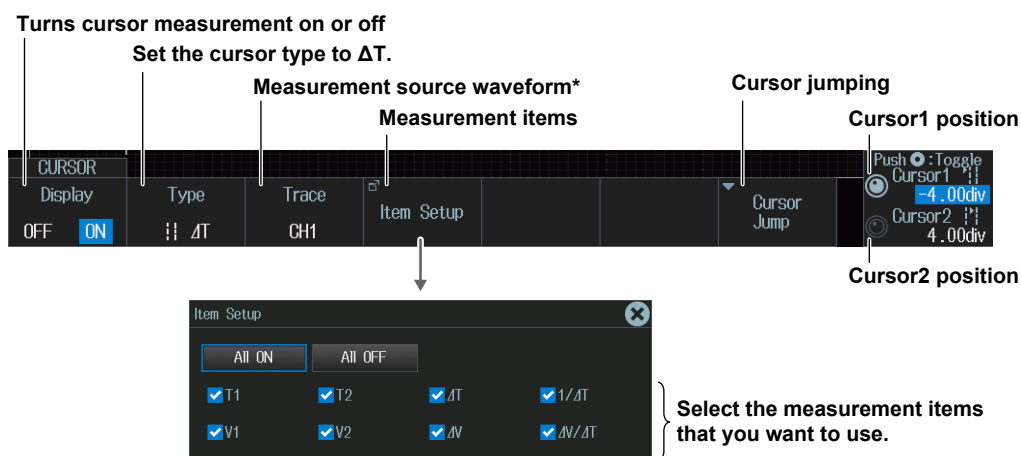 Turns cursor measurement on or off
Set the cursor type to ΔT.
Measurement source waveform*
Measurement items
Cursor jumping
Cursor1 position
CURSOR
Display
OFF ON
Type
ΔT
Trace
CH1
Item Setup
Cursor
Jump
Push :Toggle
Cursor1
-4.00div
Cursor2
4.00div
Cursor2 position
Item Setup
All ON All OFF
T1 T2 ΔT 1/ΔT
V1 V2 ΔV ΔV/ΔT
Select the measurement items
that you want to use.